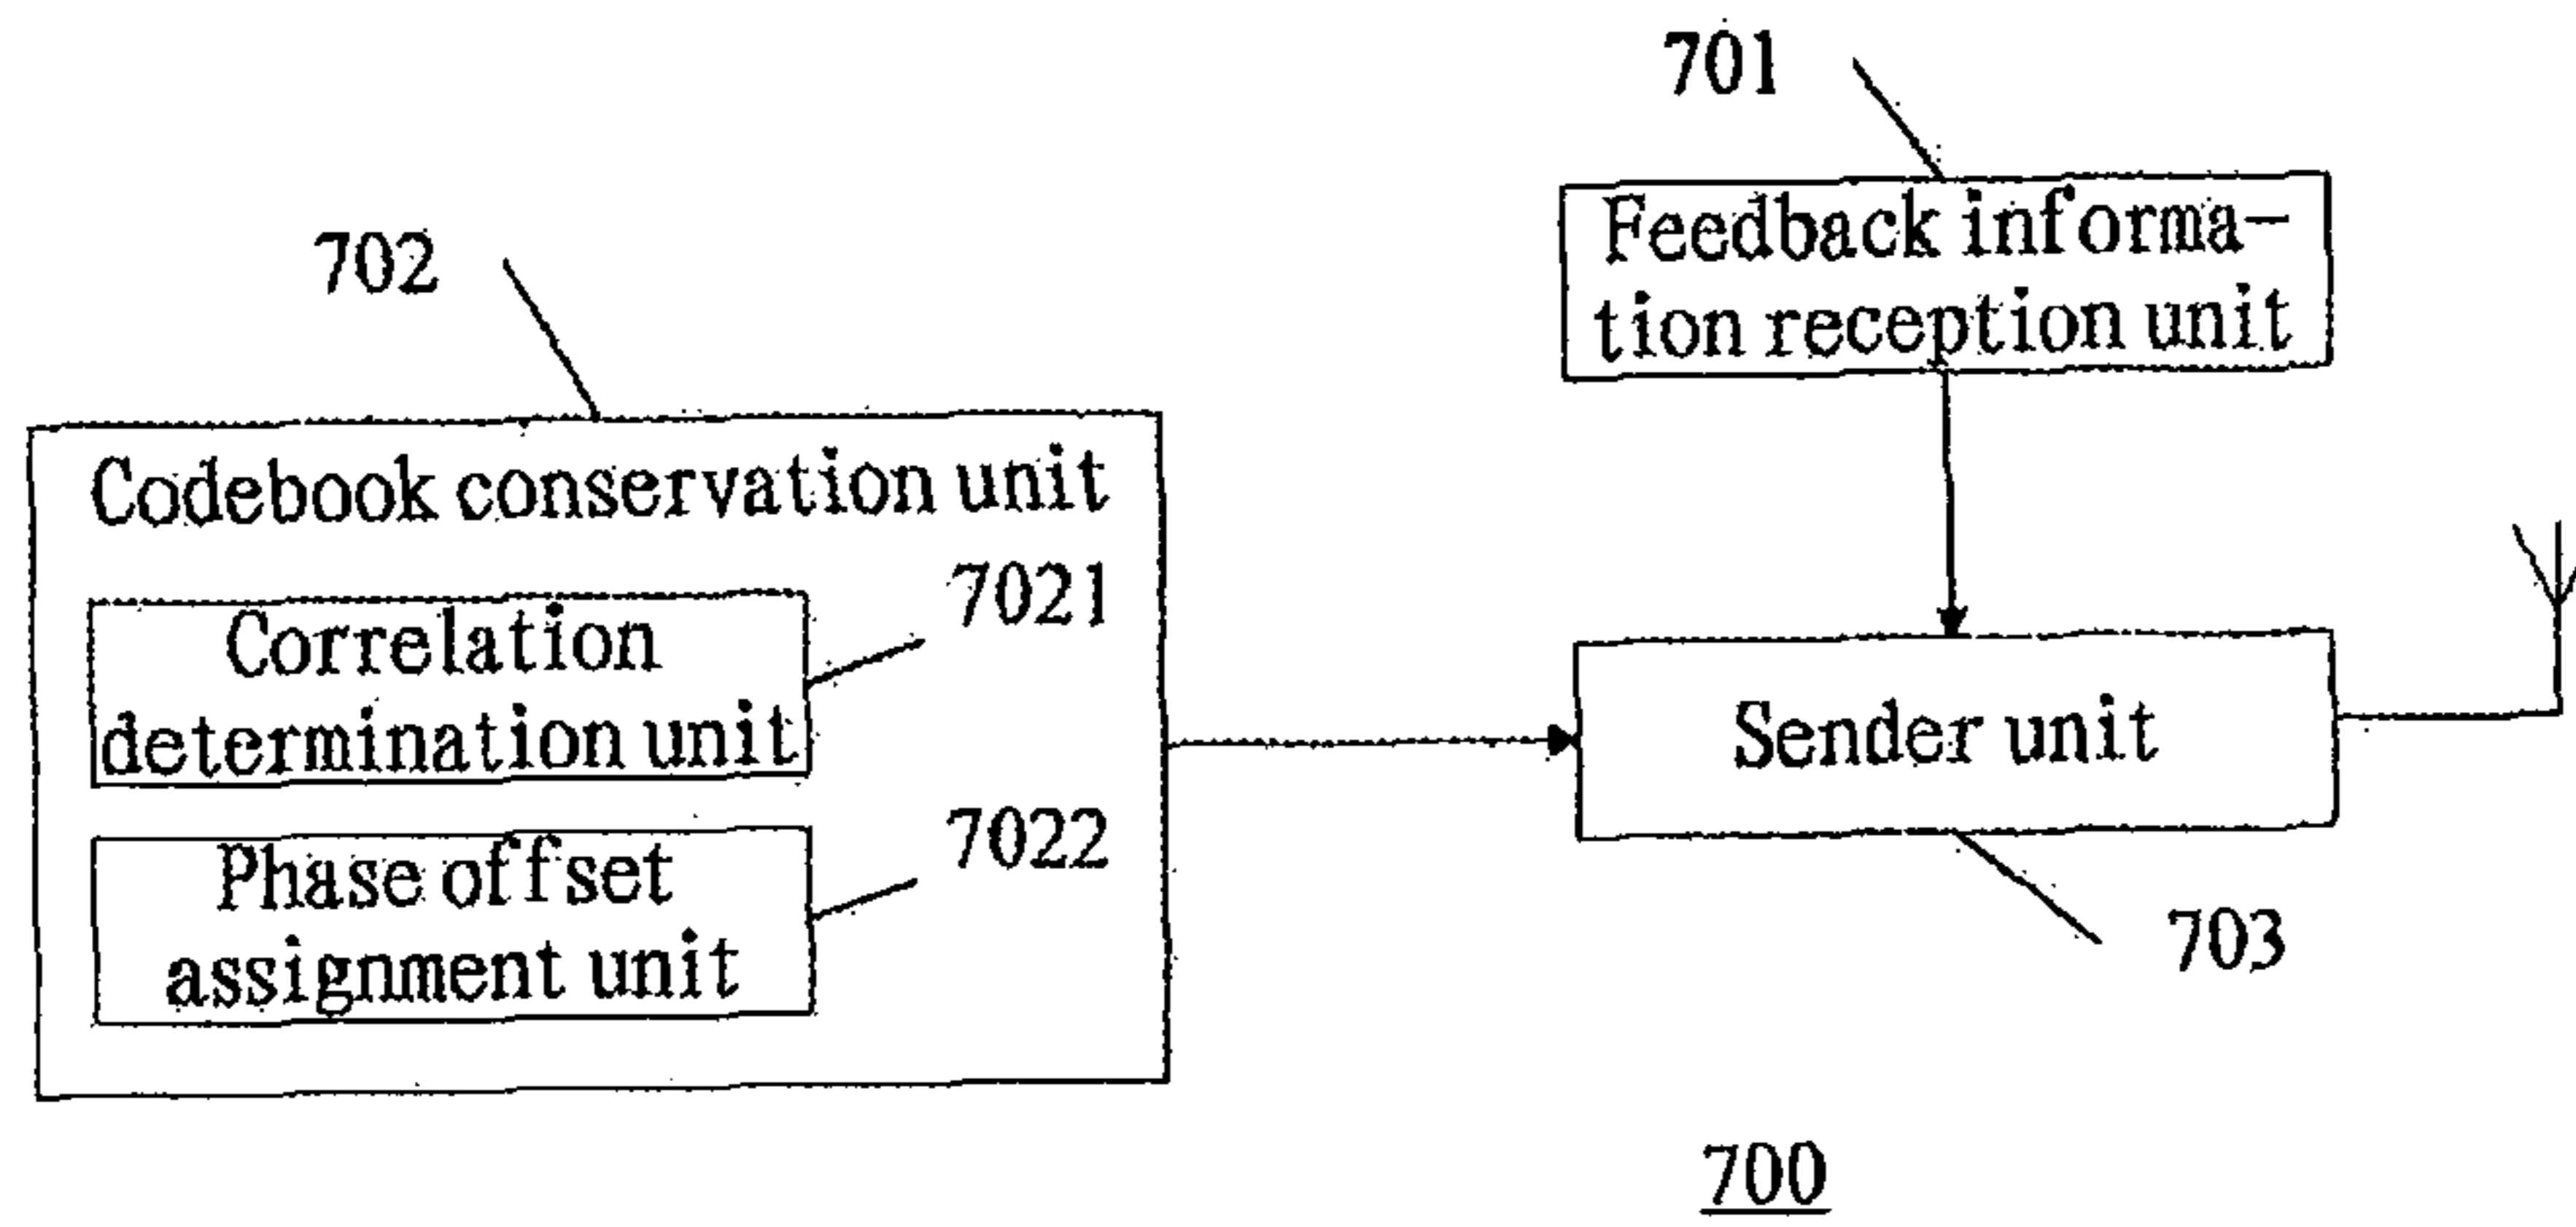 701
Feedback informa-
tion reception unit
702
Codebook conservation unit
7021
Correlation
determination unit
7022
Phase offset
assignment unit
Sender unit
703
700